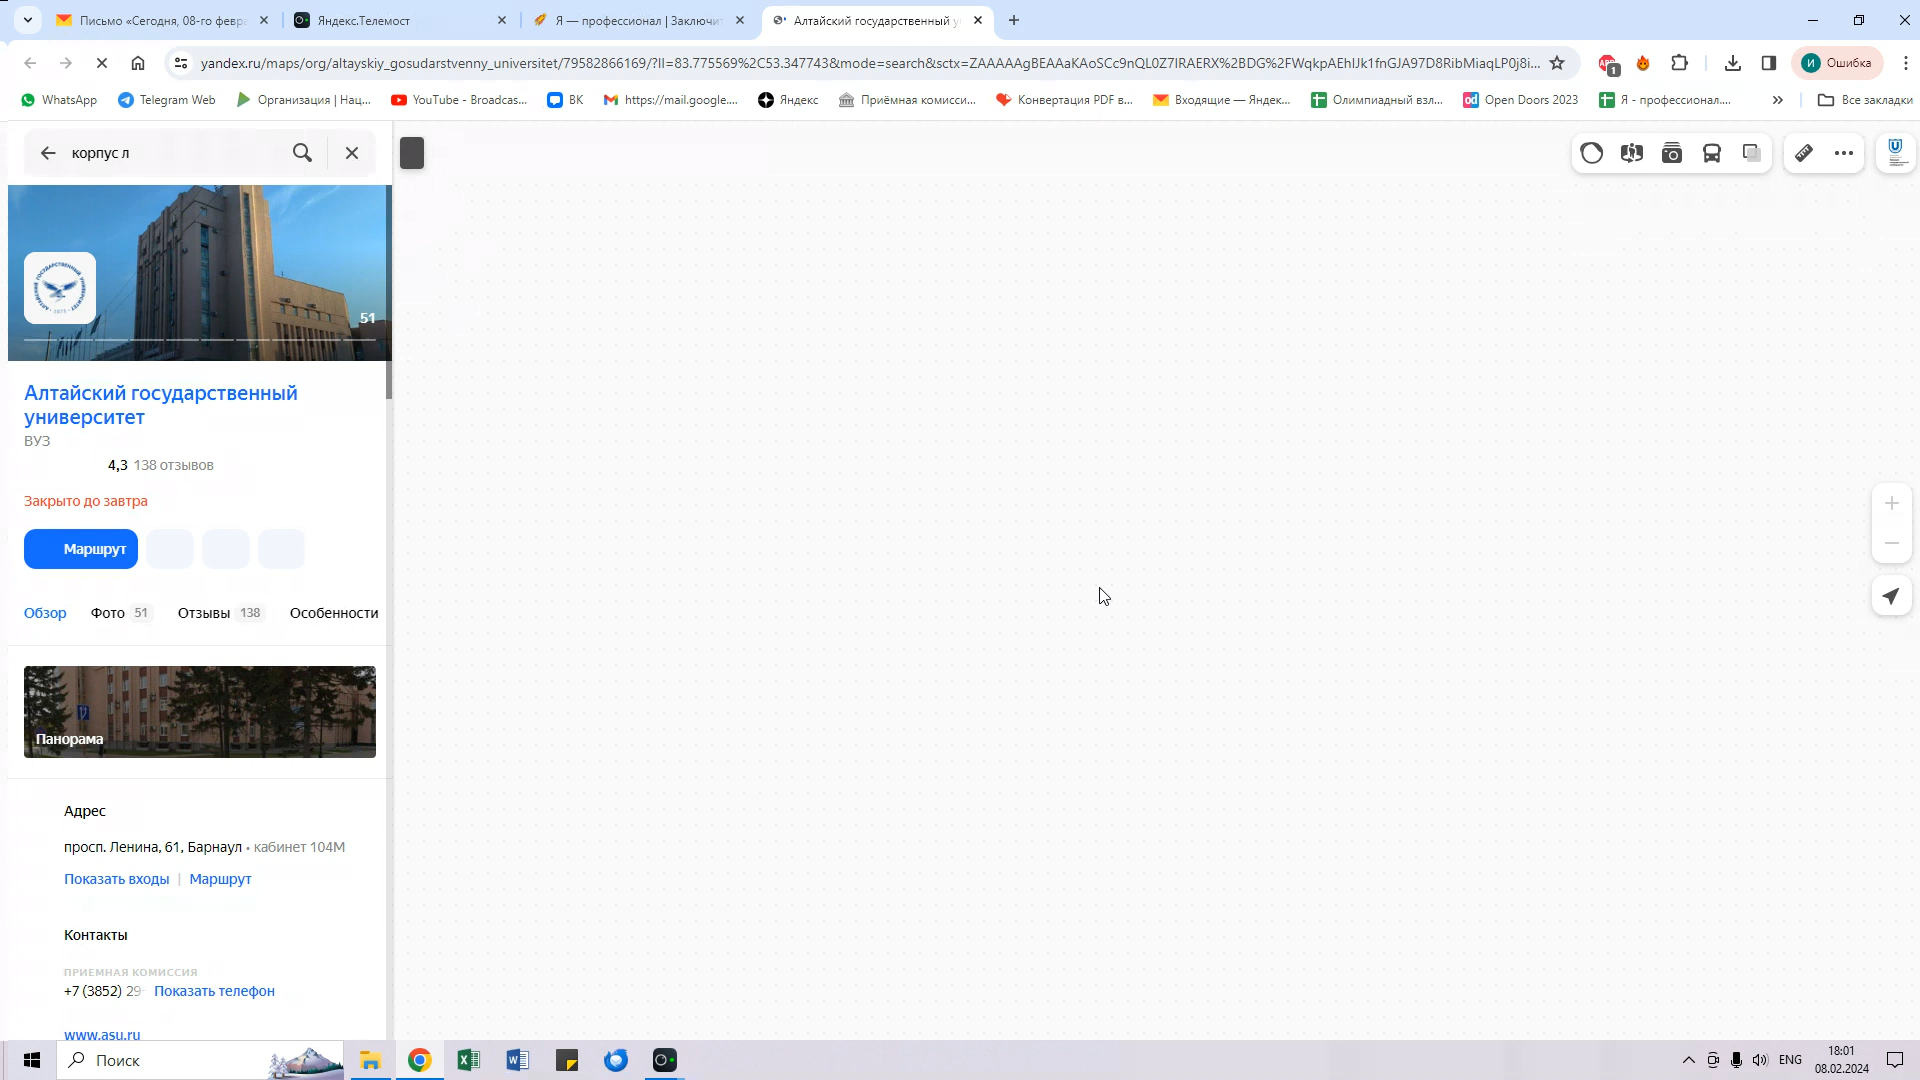 Письмо «Сегодня, 08-го февра
Яндекс.Телемост
Я — профессионал | Заключит
Алтайский государственный у
yandex.ru/maps/org/altayskiy_gosudarstvenny_universitet/79582866169/?ll=83.775569%2C53.347743&mode=search&sctx=ZAAAAAgBEAAaKAoSCc9nQL0Z7lRAERX%2BDG%2FWqkpAEhIJk1fnGJA97D8RibMiaqLP0j8i...
1
И
Ошибка
WhatsApp
Telegram Web
Организация | Нац...
YouTube - Broadcas...
ВК
https://mail.google....
Яндекс
Приёмная комисси...
Конвертация PDF в...
Входящие — Яндек...
Олимпиадный взл...
Open Doors 2023
Я - профессионал....
»
Все закладки
корпус л
51
Алтайский государственный
университет
ВУЗ
4,3 138 отзывов
Закрыто до завтра
Маршрут
Обзор
Фото 51
Отзывы 138
Особенности
Панорама
Адрес
просп. Ленина, 61, Барнаул • кабинет 104М
Показать входы | Маршрут
Контакты
ПРИЕМНАЯ КОМИССИЯ
+7 (3852) 29 Показать телефон
www.asu.ru
Поиск
ENG
18:01
08.02.2024